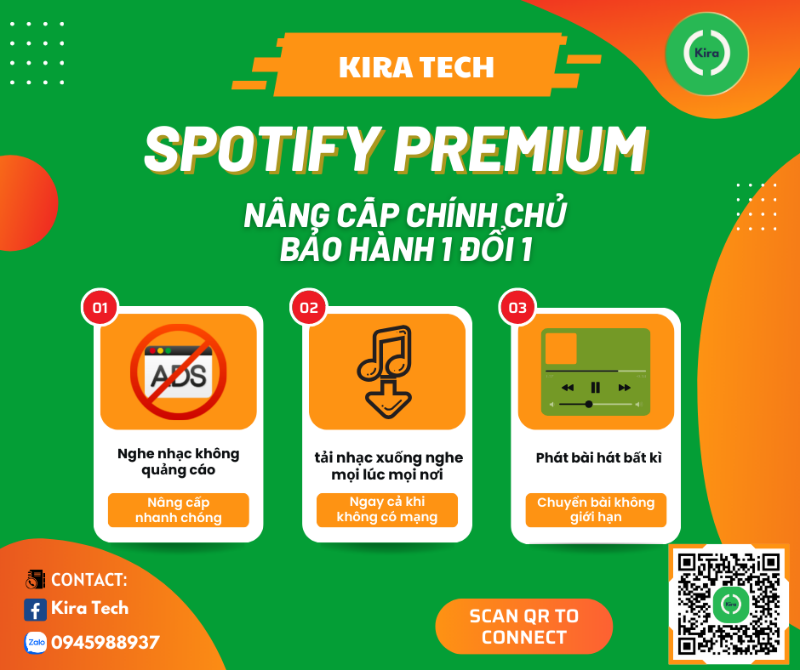 Kira
KIRA TECH
SPOTIFY PREMIUM
NÂNG CẤP CHÍNH CHỦ
BẢO HÀNH 1 ĐỔI 1
01
ADS
Nghe nhạc không
quảng cáo
Nâng cấp
nhanh chóng
02
tải nhạc xuống nghe
mọi lúc mọi nơi
Ngay cả khi
không có mạng
03
Phát bài hát bất kì
Chuyển bài không
giới hạn
CONTACT:
Kira Tech
Zalo 0945988937
SCAN QR TO
CONNECT
Kira